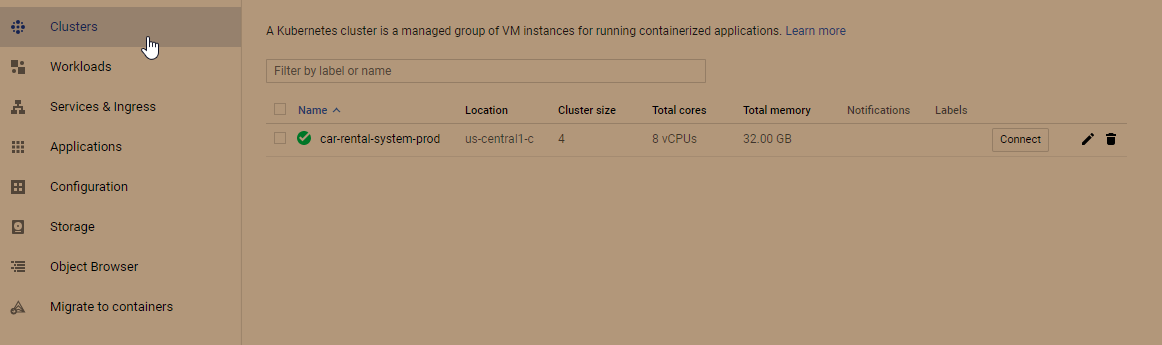 Clusters
Workloads
Services & Ingress
Applications
Configuration
Storage
Object Browser
Migrate to containers
A Kubernetes cluster is a managed group of VM instances for running containerized applications. Learn more
Filter by label or name
Name Location Cluster size Total cores Total memory Notifications Labels
car-rental-system-prod us-central1-c 4 8 vCPUs 32.00 GB Connect